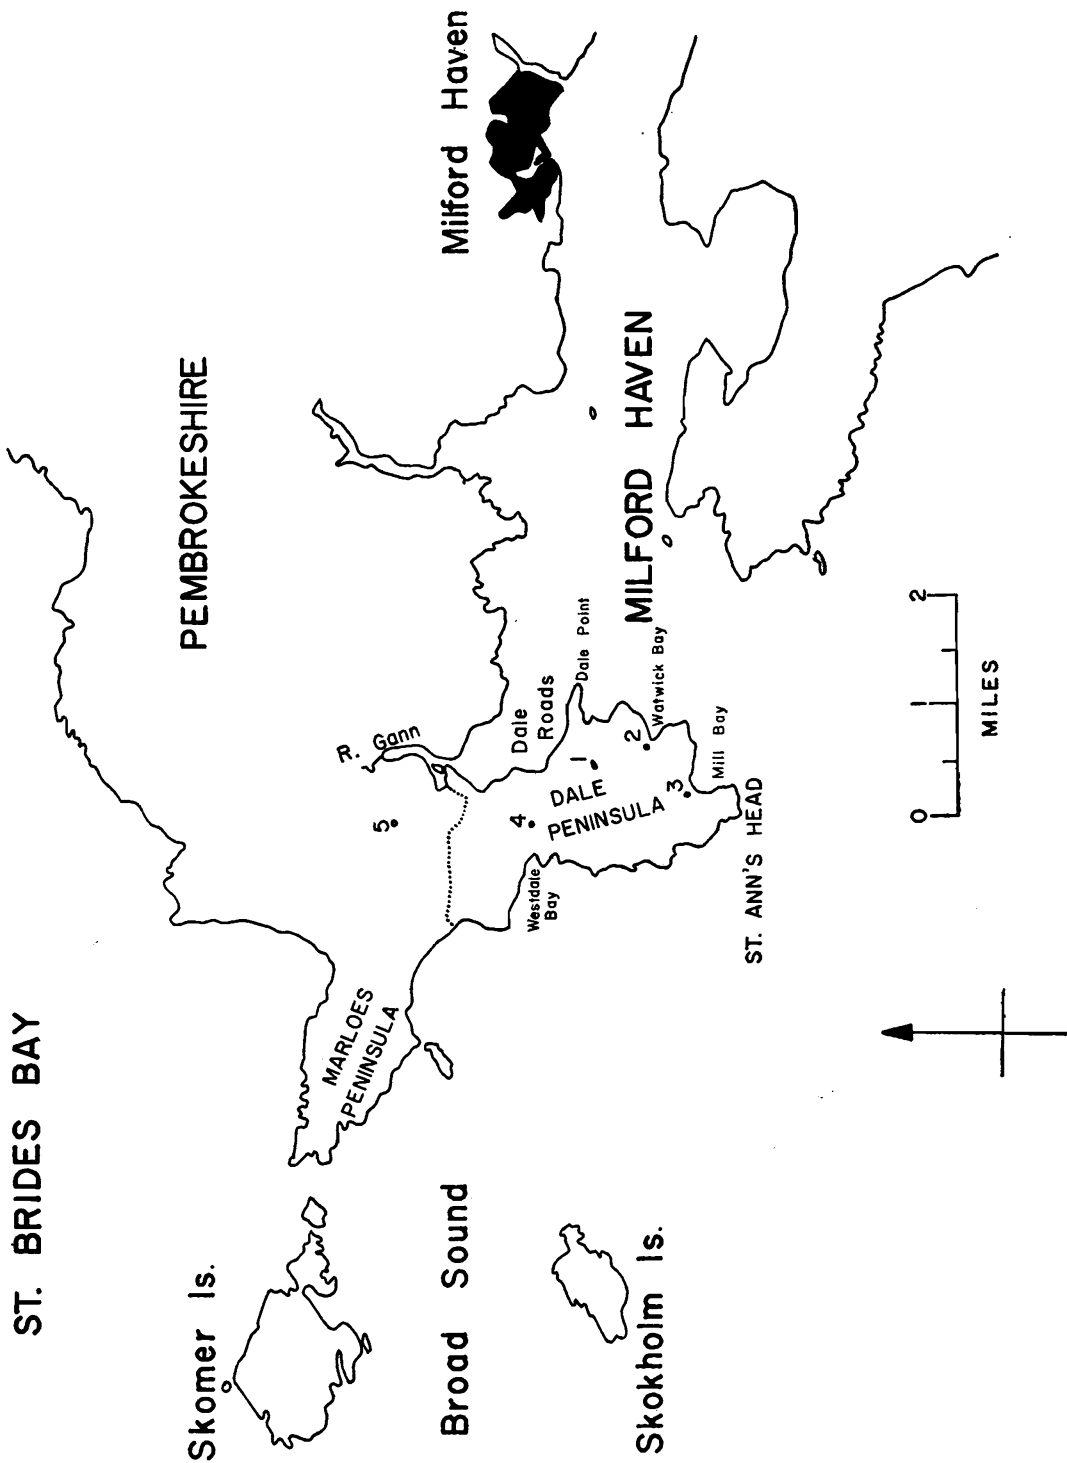 ST. BRIDES BAY
PEMBROKESHIRE
Skomer Is.
Milford Haven
R. Gann
5
MARLOES
PENINSULA
Broad Sound
Dale
Roads
4
Westdale
Bay
DALE
PENINSULA
1
Dale Point
2
Watwick Bay
MILFORD HAVEN
3
Mill Bay
Skokholm Is.
ST. ANN'S HEAD
0 1 2
MILES